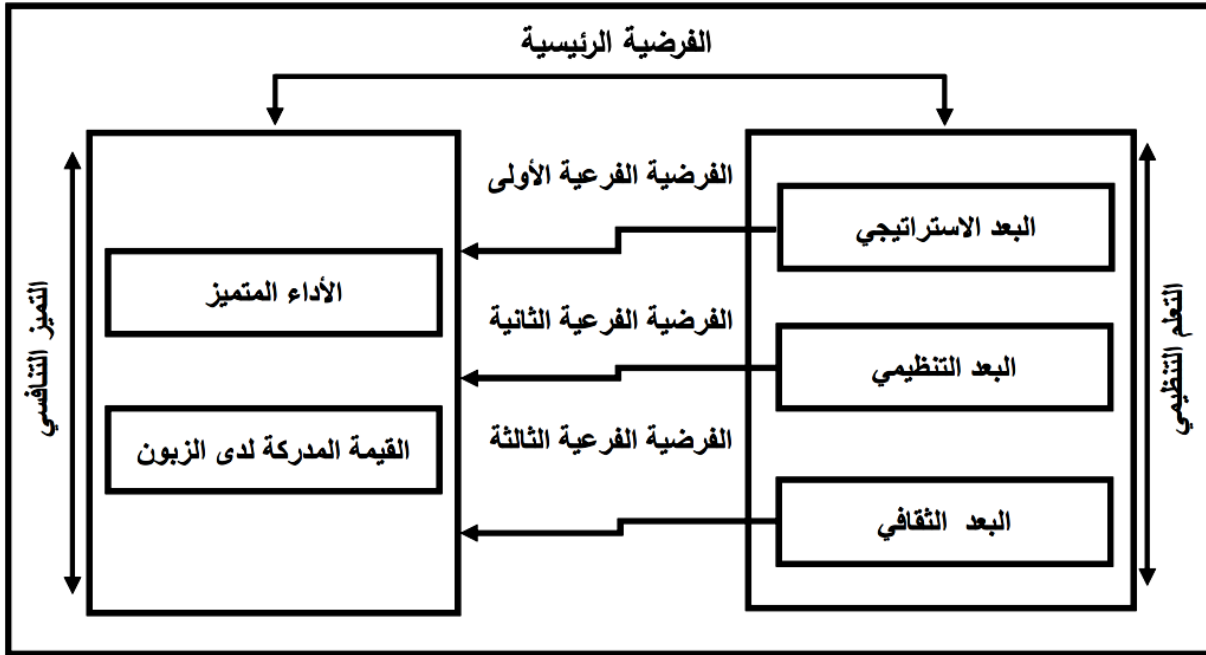 الفرضية الرئيسية
التعلم التنظيمي
البعد الاستراتيجي
البعد التنظيمي
البعد الثقافي
الفرضية الفرعية الأولى
الفرضية الفرعية الثانية
الفرضية الفرعية الثالثة
الأداء المتميز
القيمة المدركة لدى الزبون
التميز التنافسي